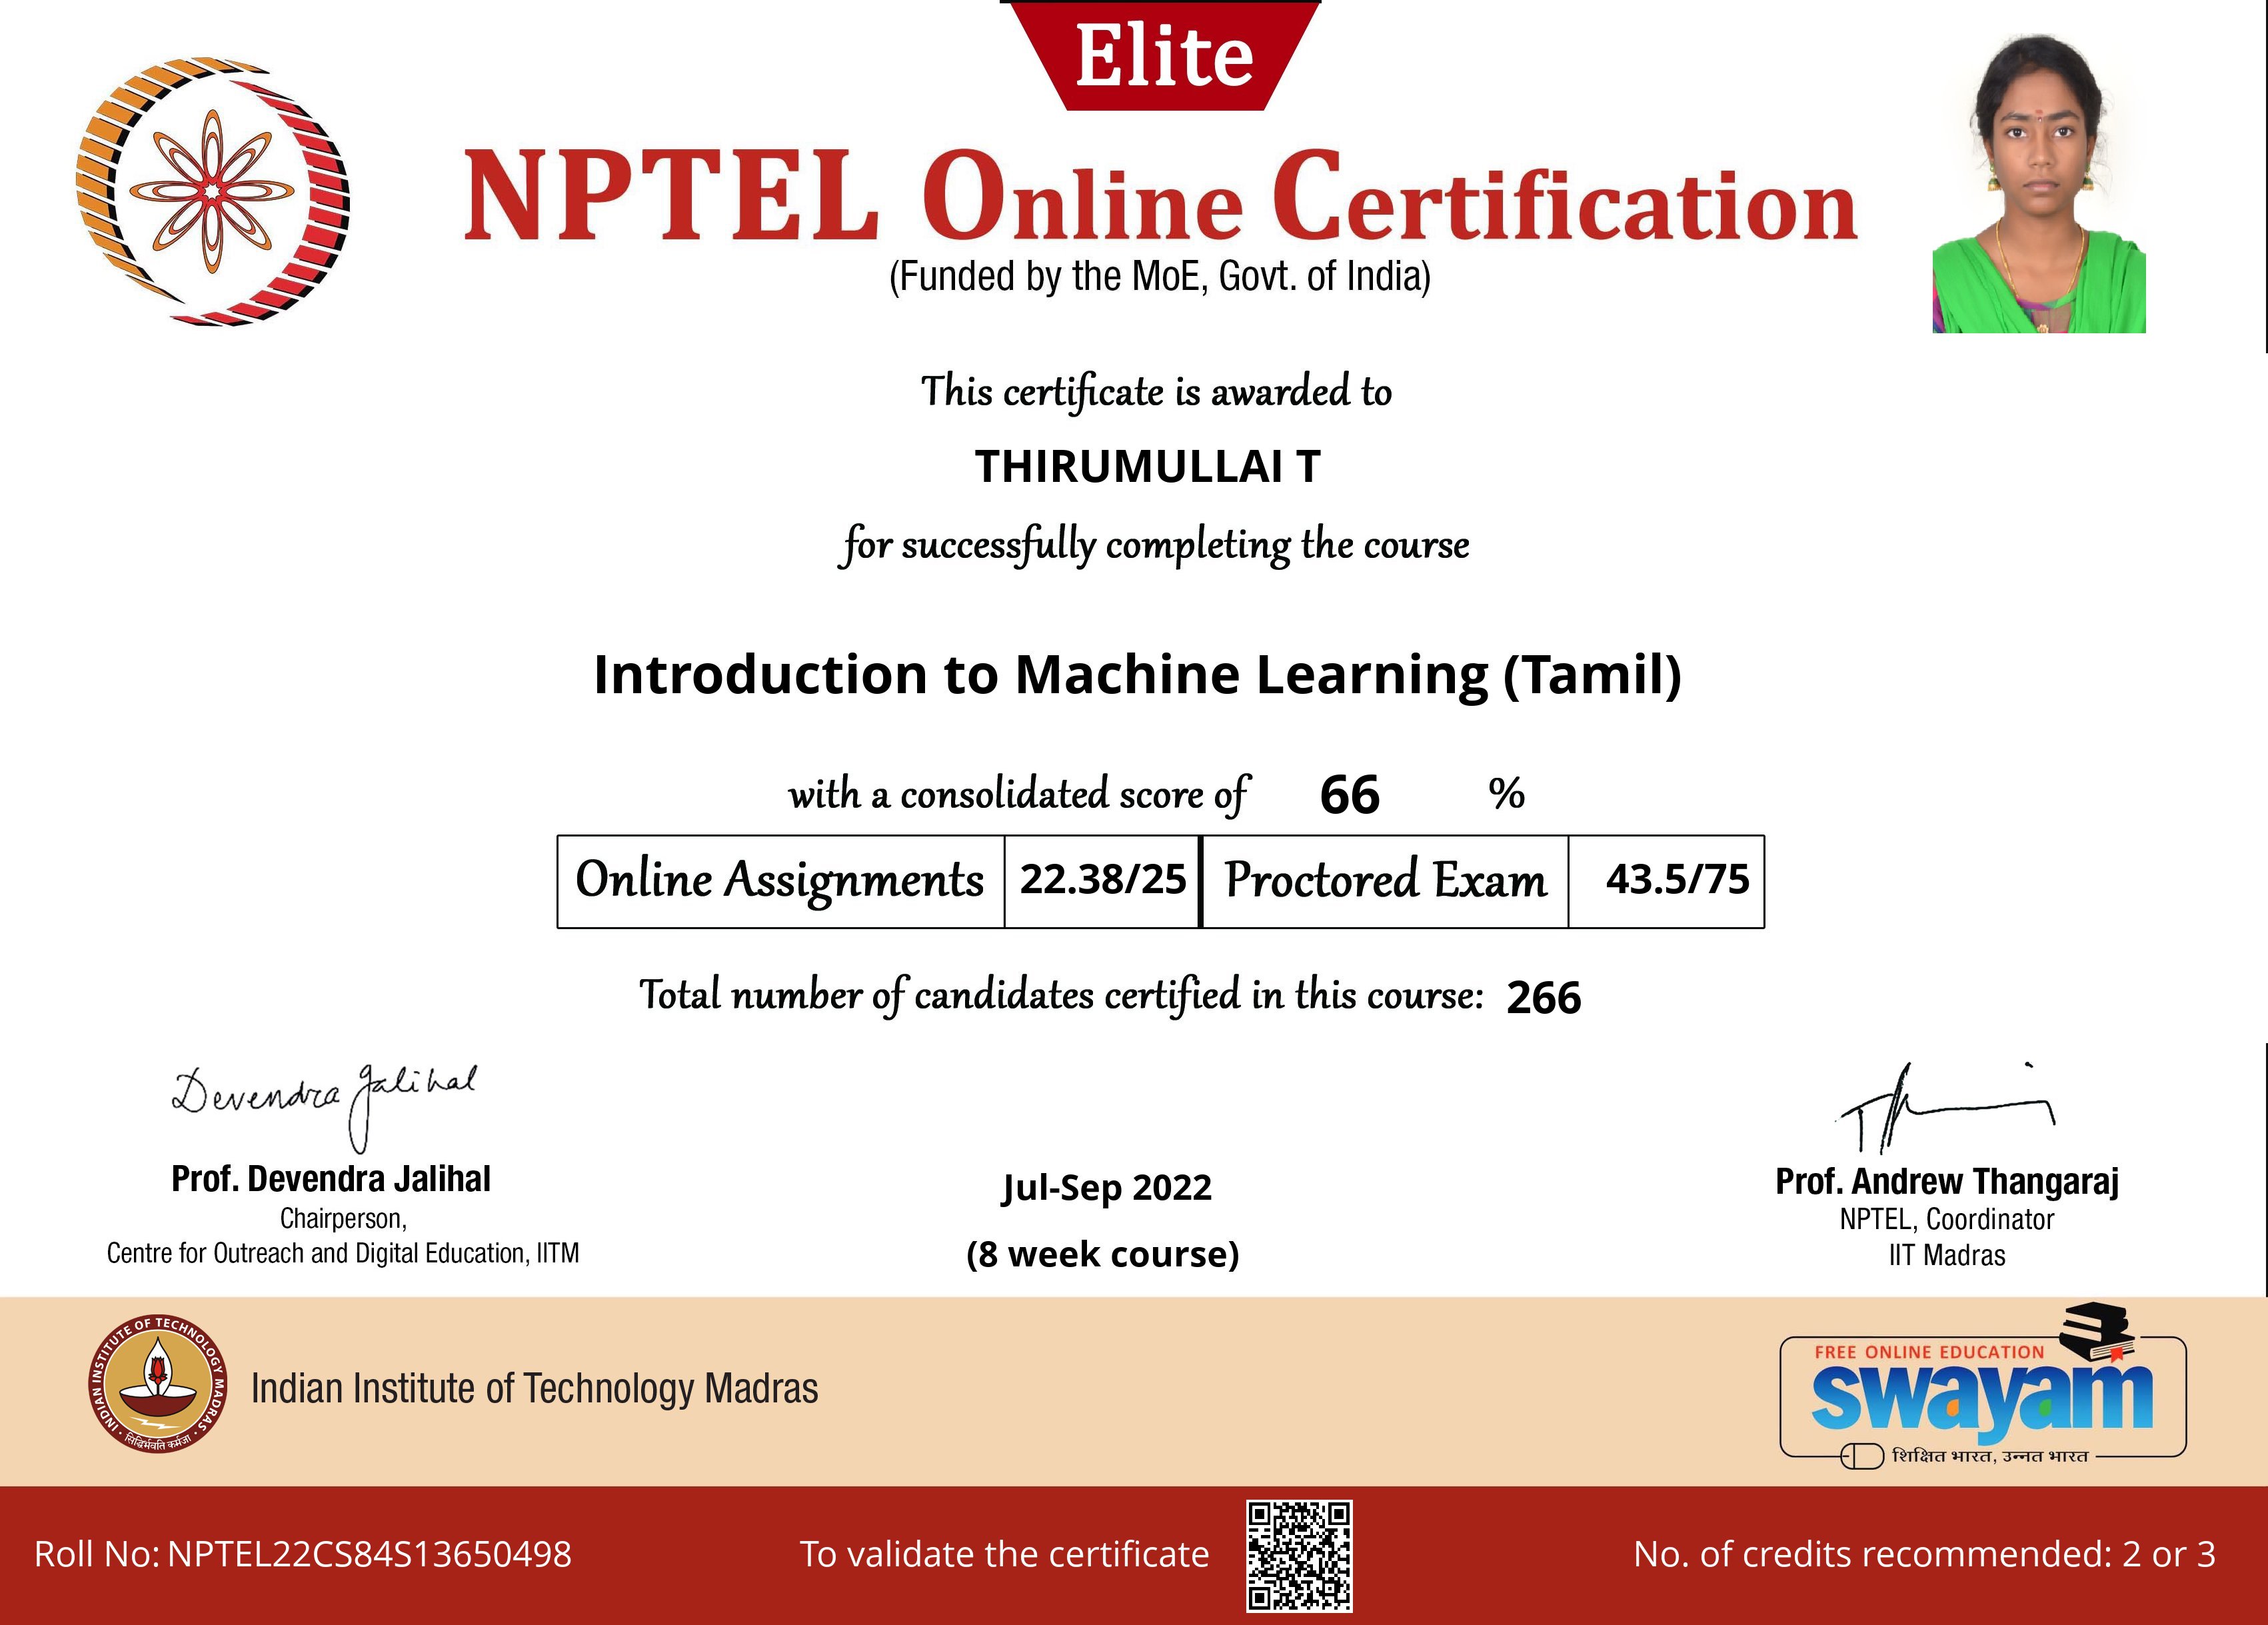 Elite
NPTEL Online Certification
(Funded by the MoE, Govt. of India)
This certificate is awarded to
THIRUMULLAI T
for successfully completing the course
Introduction to Machine Learning (Tamil)
with a consolidated score of 66 %
Online Assignments 22.38/25 Proctored Exam 43.5/75
Total number of candidates certified in this course: 266
Devendra Jalihal
Prof. Devendra Jalihal
Chairperson,
Centre for Outreach and Digital Education, IITM
Jul-Sep 2022
(8 week course)
Prof. Andrew Thangaraj
NPTEL, Coordinator
IIT Madras
INDIAN INSTITUTE OF TECHNOLOGY MADRAS
सिद्धिर्भवति कर्मजा
Indian Institute of Technology Madras
FREE ONLINE EDUCATION
swayam
शिक्षित भारत, उन्नत भारत
Roll No: NPTEL22CS84S13650498
To validate the certificate
No. of credits recommended: 2 or 3